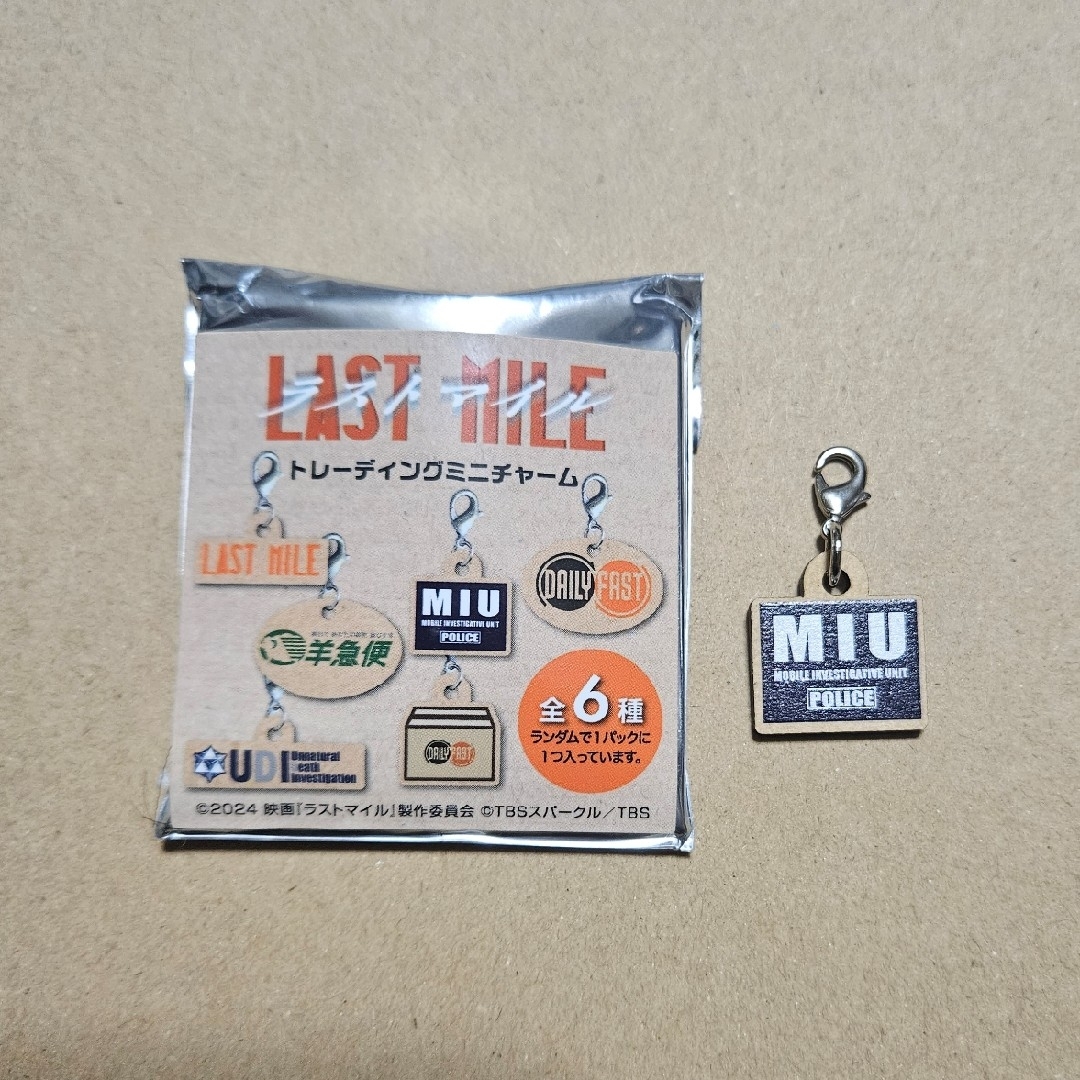 LAST MILE
ラストマイル
トレーディングミニチャーム
LAST MILE
羊急便
MIU
MOBILE INVESTIGATIVE UNIT
POLICE
DAILY FAST
UDI
Unnatural
Death
Investigation
DAILY FAST
全6種
ランダムで1パックに
1つ入っています。
©2024 映画『ラストマイル』製作委員会 ©TBSスパークル/TBS
MIU
MOBILE INVESTIGATIVE UNIT
POLICE